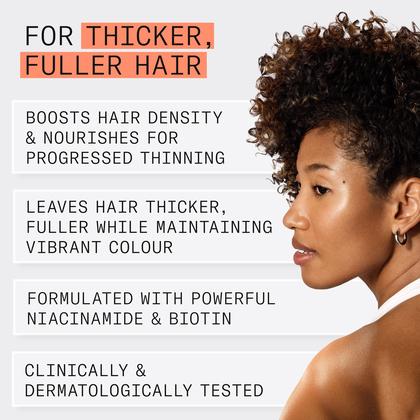 FOR THICKER,
FULLER HAIR
BOOSTS HAIR DENSITY
& NOURISHES FOR
PROGRESSED THINNING
LEAVES HAIR THICKER,
FULLER WHILE MAINTAINING
VIBRANT COLOUR
FORMULATED WITH POWERFUL
NIACINAMIDE & BIOTIN
CLINICALLY &
DERMATOLOGICALLY TESTED